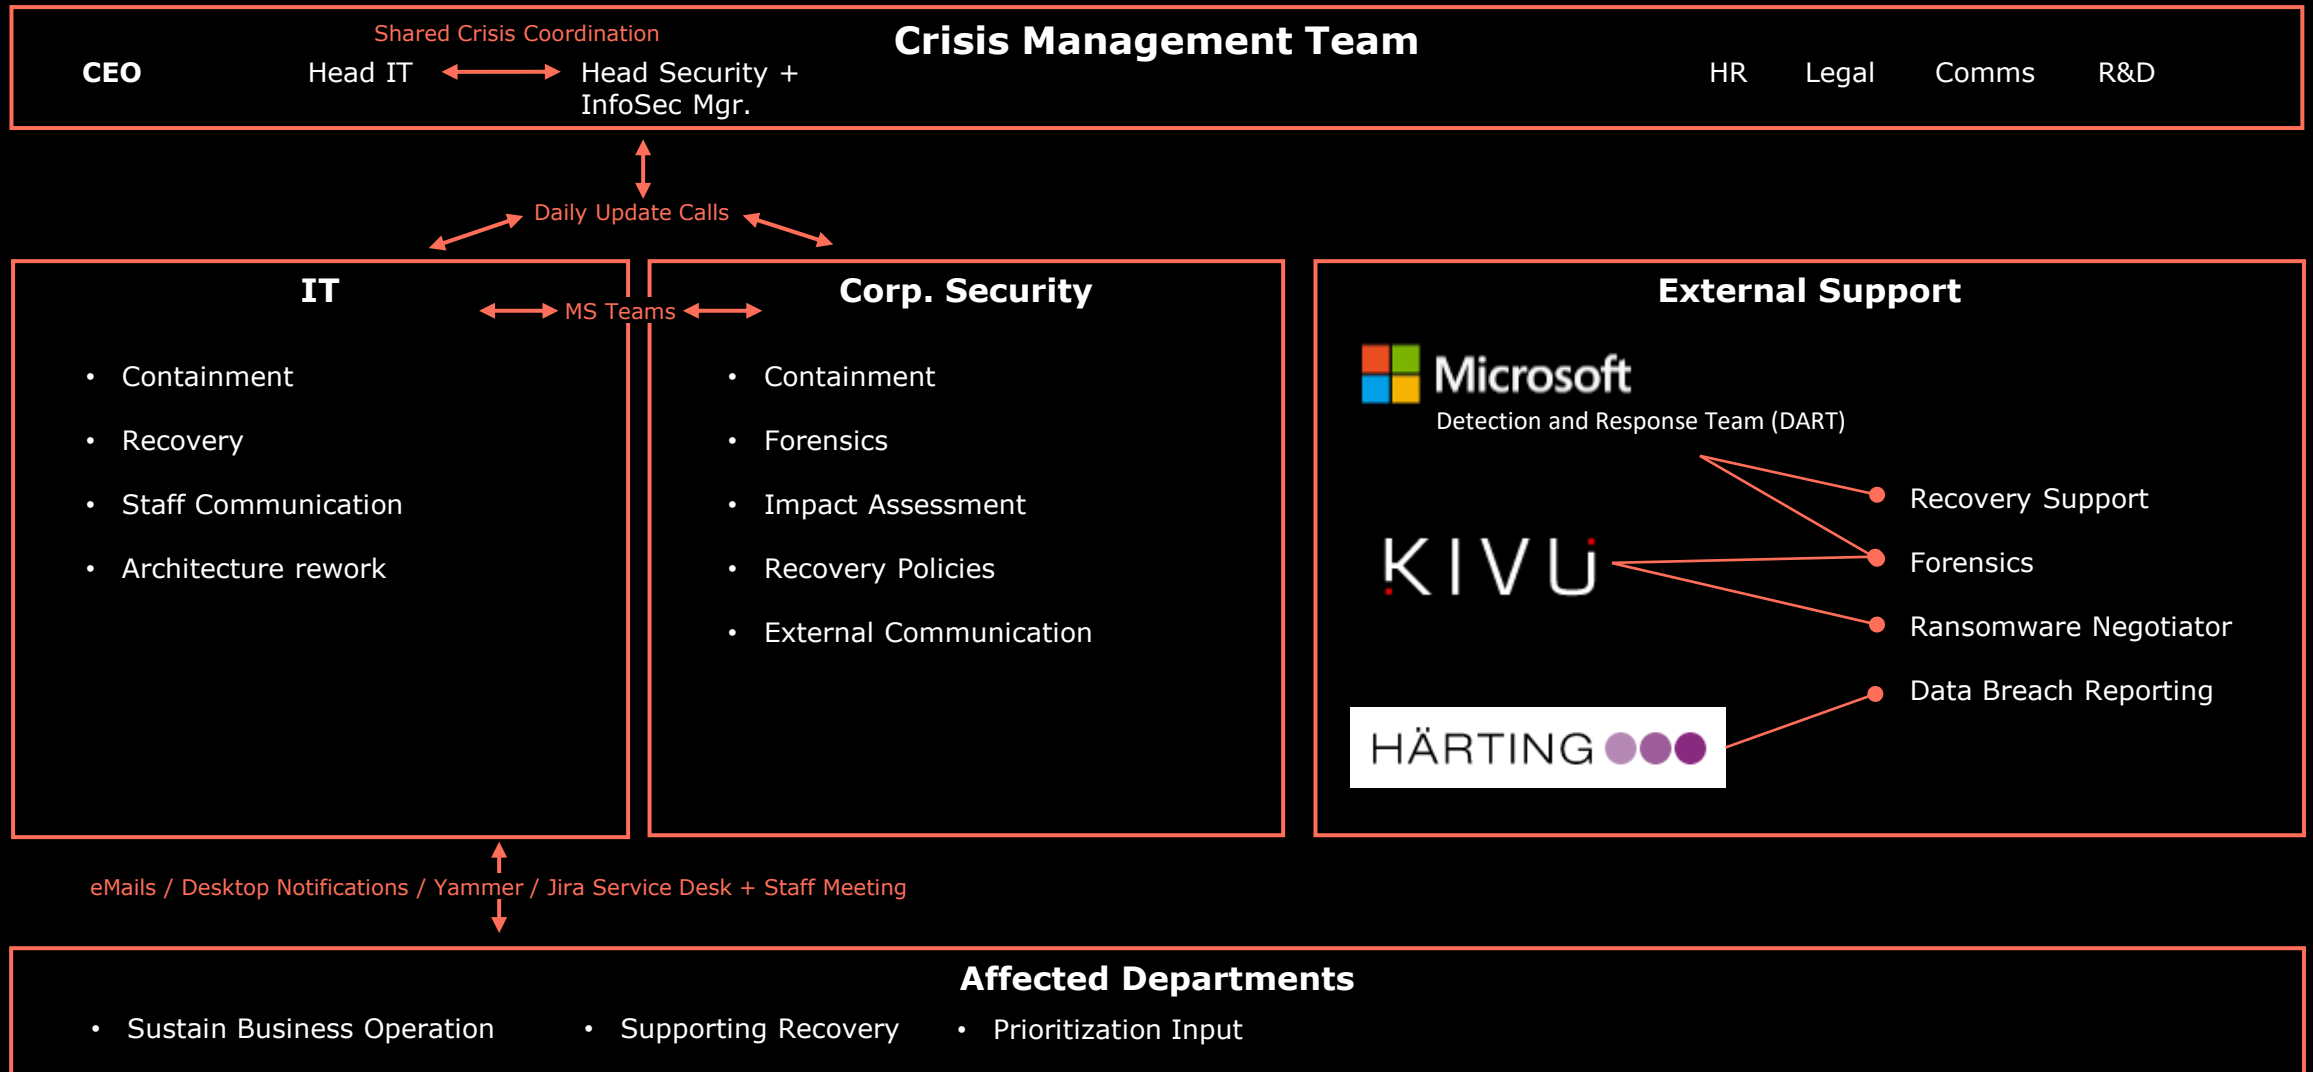 Crisis Management Team
Shared Crisis Coordination
CEO
Head IT
Head Security +
InfoSec Mgr.
HR
Legal
Comms
R&D
Daily Update Calls
IT
MS Teams
• Containment
• Recovery
• Staff Communication
• Architecture rework
Corp. Security
• Containment
• Forensics
• Impact Assessment
• Recovery Policies
• External Communication
External Support
Microsoft
Detection and Response Team (DART)
KIVU
HÄRTING
Recovery Support
Forensics
Ransomware Negotiator
Data Breach Reporting
eMails / Desktop Notifications / Yammer / Jira Service Desk + Staff Meeting
Affected Departments
• Sustain Business Operation
• Supporting Recovery
• Prioritization Input